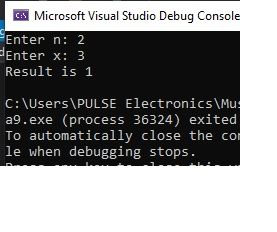 Microsoft Visual Studio Debug Console
Enter n: 2
Enter x: 3
Result is 1
C:\Users\PULSE Electronics\Mus
a9.exe (process 36324) exited
To automatically close the con
le when debugging stops.